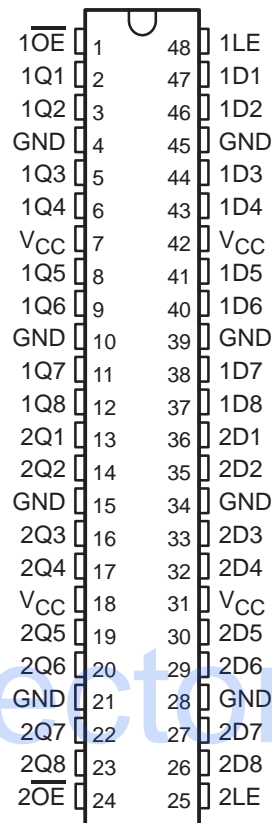 1O̅E̅ 1 48 1LE
1Q1 2 47 1D1
1Q2 3 46 1D2
GND 4 45 GND
1Q3 5 44 1D3
1Q4 6 43 1D4
VCC 7 42 VCC
1Q5 8 41 1D5
1Q6 9 40 1D6
GND 10 39 GND
1Q7 11 38 1D7
1Q8 12 37 1D8
2Q1 13 36 2D1
2Q2 14 35 2D2
GND 15 34 GND
2Q3 16 33 2D3
2Q4 17 32 2D4
VCC 18 31 VCC
2Q5 19 30 2D5
2Q6 20 29 2D6
GND 21 28 GND
2Q7 22 27 2D7
2Q8 23 26 2D8
2O̅E̅ 24 25 2LE